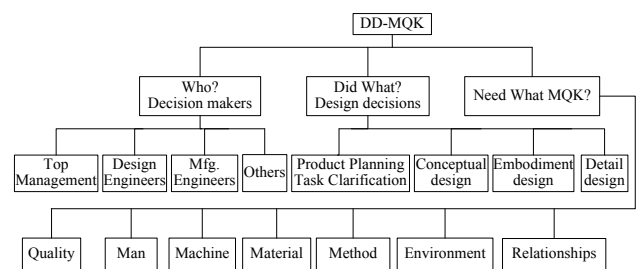 DD-MQK
Who?
Decision makers
Did What?
Design decisions
Need What MQK?
Top
Management
Design
Engineers
Mfg.
Engineers
Others
Product Planning
Task Clarification
Conceptual
design
Embodiment
design
Detail
design
Quality
Man
Machine
Material
Method
Environment
Relationships